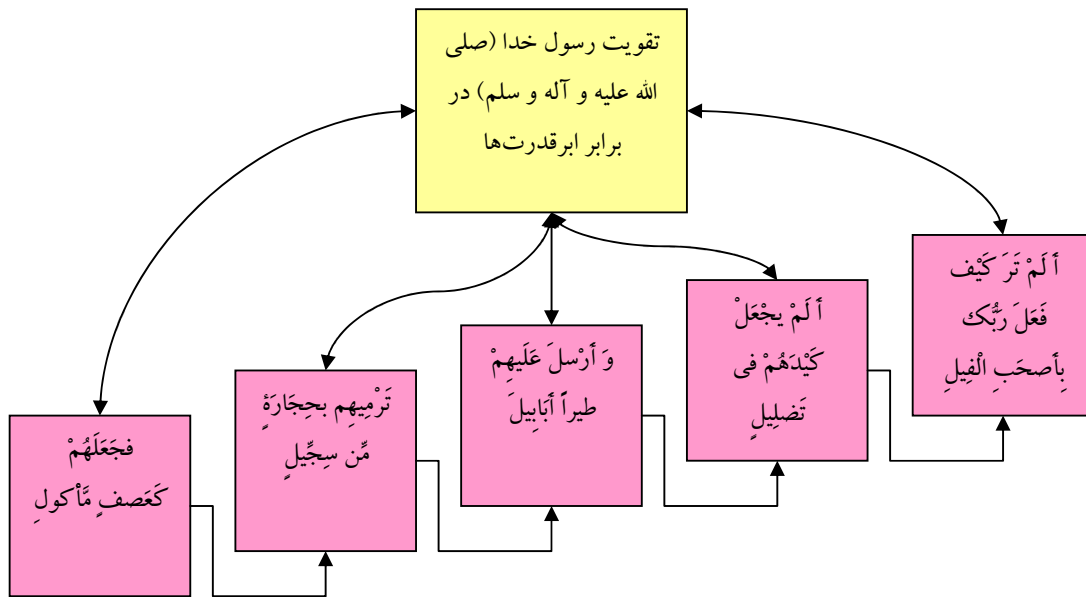 تقویت رسول خدا (صلی
الله علیه و آله و سلم) در
برابر ابرقدرت‌ها
أ لَمْ تَرَ كَيْف
فَعَلَ رَبُّك
بِأَصحَبِ الْفِيلِ
أ لَمْ يجْعَلْ
كَيْدَهُمْ فى
تَضلِيلٍ
وَ أَرْسلَ عَلَيهِمْ
طيراً أَبَابِيلَ
تَرْمِيهِم بحِجَارَةٍ
مِّن سِجِّيلٍ
فجَعَلَهُمْ
كَعَصفٍ مَّأْكولِ